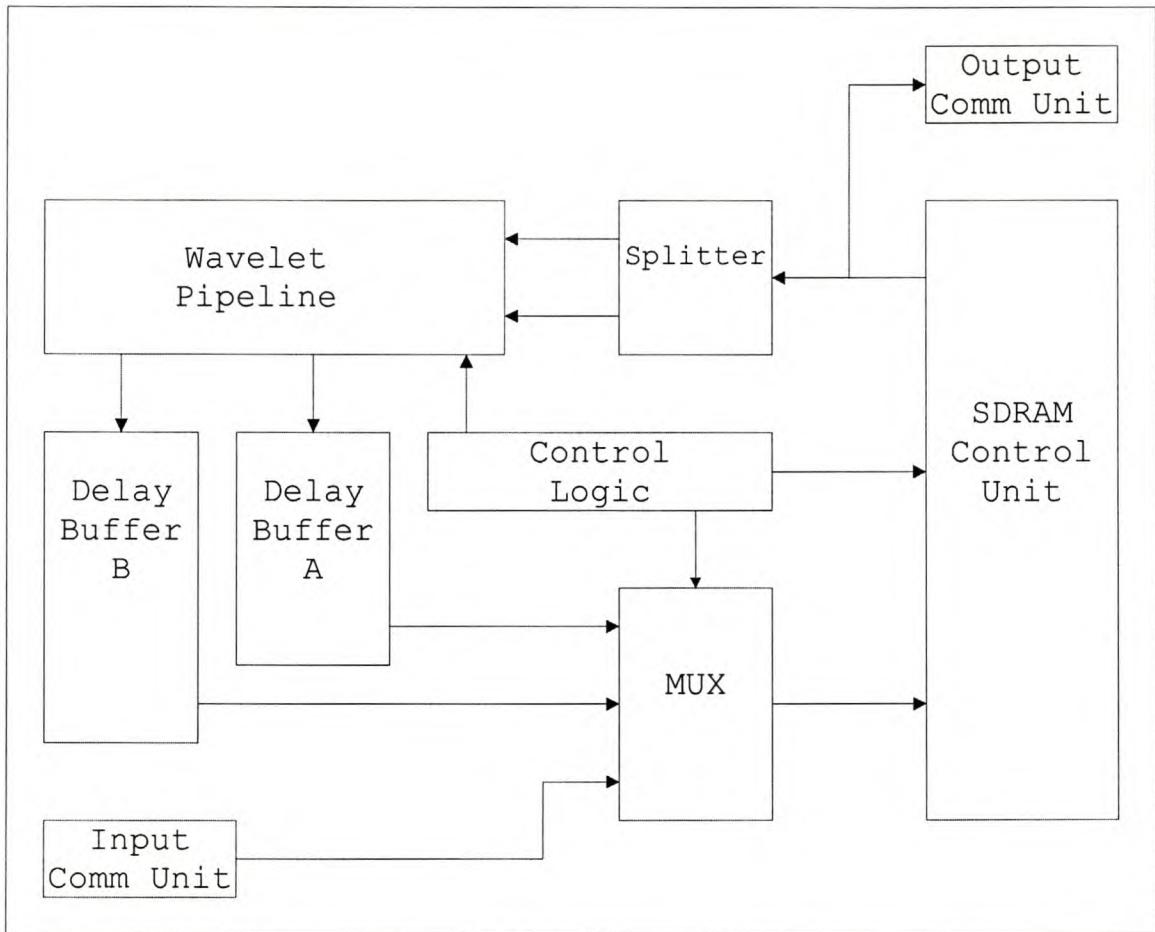 Output
Comm Unit
Wavelet
Pipeline
Splitter
SDRAM
Control
Unit
Control
Logic
Delay
Buffer
B
Delay
Buffer
A
MUX
Input
Comm Unit